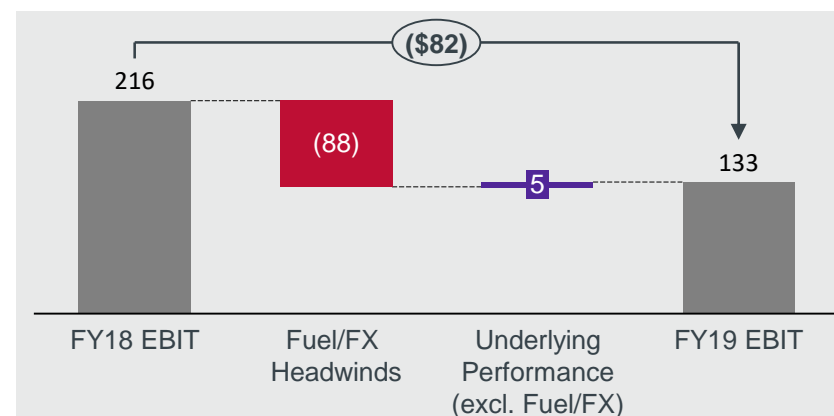 ($82)
216
(88)
5
133
FY18 EBIT
Fuel/FX
Headwinds
Underlying
Performance
(excl. Fuel/FX)
FY19 EBIT